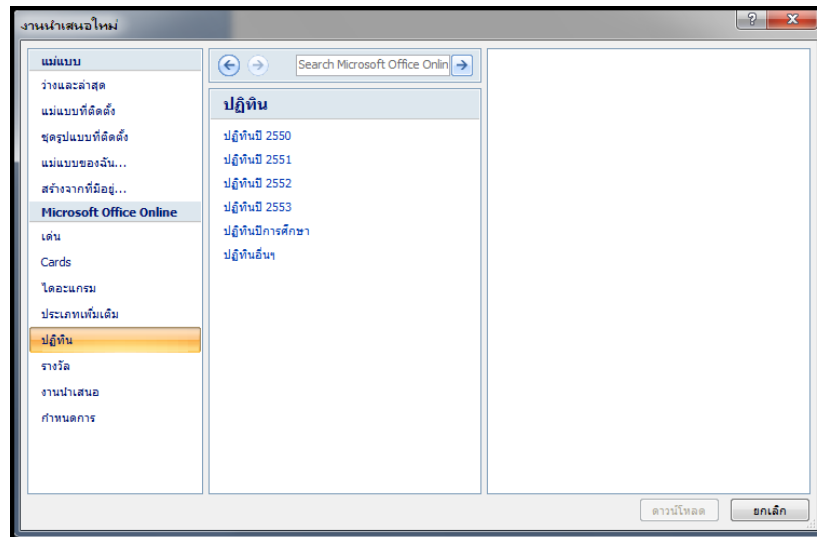 งานนำเสนอใหม่
แม่แบบ
ว่างและล่าสุด
แม่แบบที่ติดตั้ง
ชุดรูปแบบที่ติดตั้ง
แม่แบบของฉัน...
สร้างจากที่มีอยู่...
Microsoft Office Online
เด่น
Cards
ไดอะแกรม
ประเภทเพิ่มเติม
ปฏิทิน
รางวัล
งานนำเสนอ
กำหนดการ
Search Microsoft Office Onlin
ปฏิทิน
ปฏิทินปี 2550
ปฏิทินปี 2551
ปฏิทินปี 2552
ปฏิทินปี 2553
ปฏิทินปีการศึกษา
ปฏิทินอื่นๆ
ดาวน์โหลด
ยกเลิก